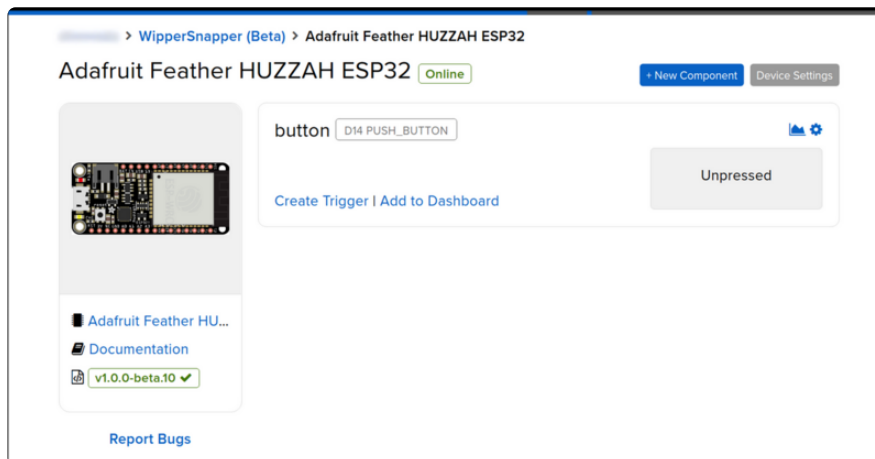 > WipperSnapper (Beta) > Adafruit Feather HUZZAH ESP32
Adafruit Feather HUZZAH ESP32 Online
+ New Component Device Settings
button D14 PUSH_BUTTON
Unpressed
Create Trigger | Add to Dashboard
Adafruit Feather HU...
Documentation
v1.0.0-beta.10
Report Bugs